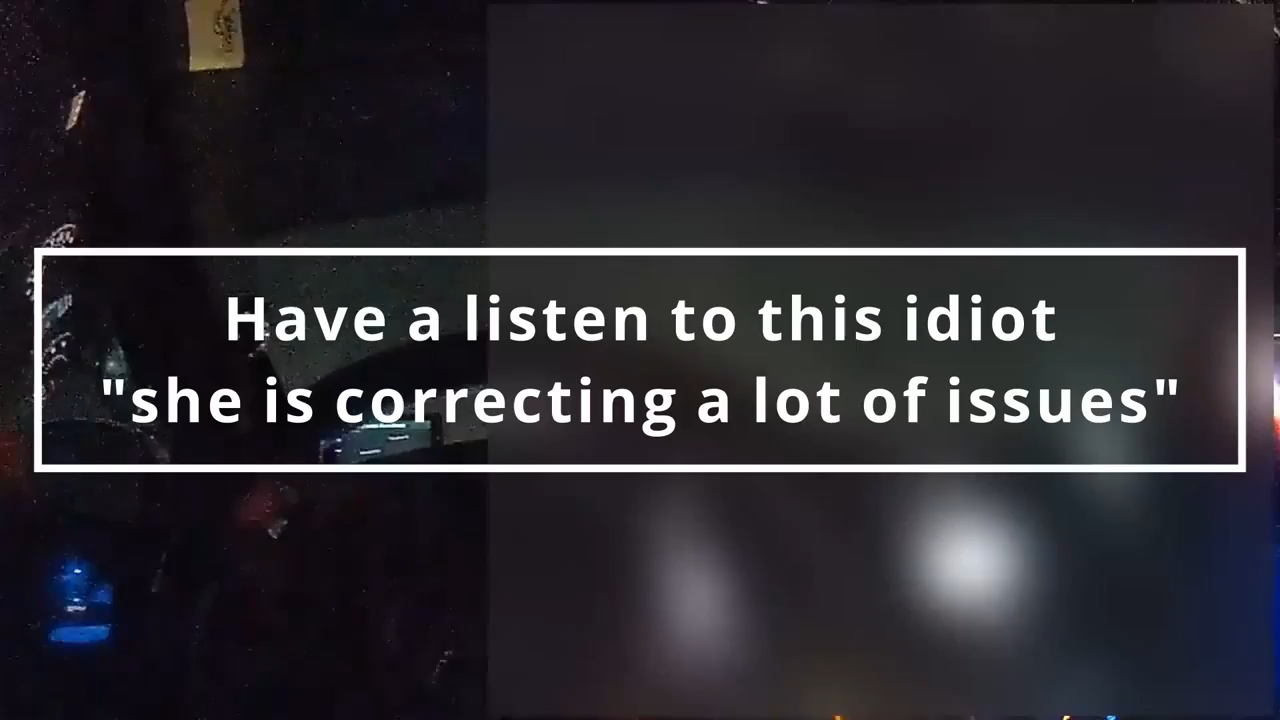 Have a listen to this idiot
"she is correcting a lot of issues"